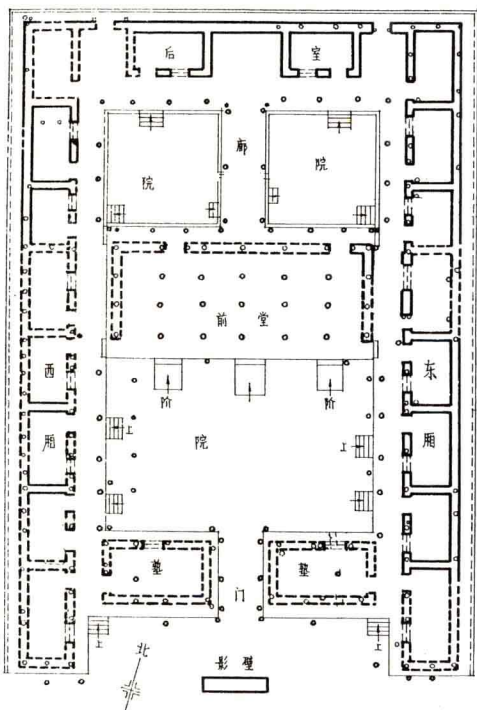 后 室
廊
院 院
前 堂
西 东
阶 阶
厢 院 厢
上 上
塾 塾
门
上 上
北
影 壁